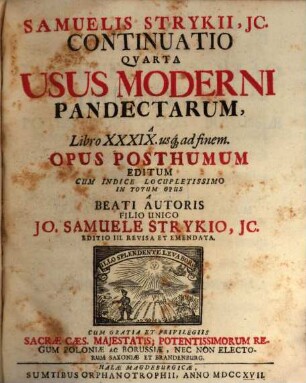 SAMUELIS STRYKII, JC.
CONTINUATIO
QVARTA
USUS MODERNI
PANDECTARUM,
A
Libro XXXIX. usq; ad finem.
OPUS POSTHUMUM
EDITUM
CUM INDICE LOCUPLETISSIMO
IN TOTUM OPUS
A
BEATI AUTORIS
FILIO UNICO
JO. SAMUELE STRYKIO, JC.
EDITIO III. REVISA ET EMENDATA.
ILLO SPLENDENTE LEVABOR
CUM GRATIA ET PRIVILEGIIS
SACRÆ CÆS. MAJESTATIS; POTENTISSIMORUM RE-
GUM POLONIÆ AC BORUSSIÆ, NEC NON ELECTO-
RUM SAXONIÆ ET BRANDENBURG.
HALÆ MAGDEBURGICÆ,
SUMTIBUS ORPHANOTROPHII, ANNO MDCCXVII.